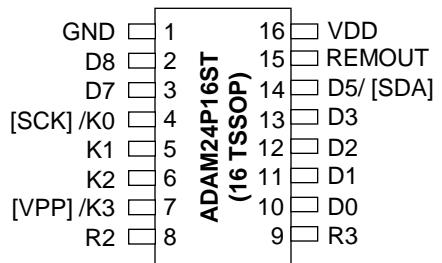 GND 1 16 VDD
D8 2 15 REMOUT
D7 3 14 D5/ [SDA]
[SCK] /K0 4 13 D3
K1 5 12 D2
K2 6 11 D1
[VPP] /K3 7 10 D0
R2 8 9 R3
ADAM24P16ST
(16 TSSOP)